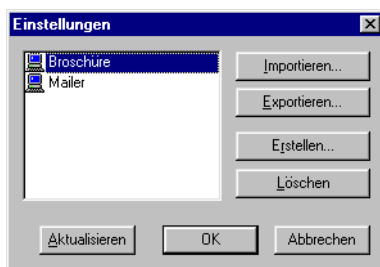 Einstellungen
Broschüre
Mailer
Importieren...
Exportieren...
Erstellen...
Löschen
Aktualisieren
OK
Abbrechen